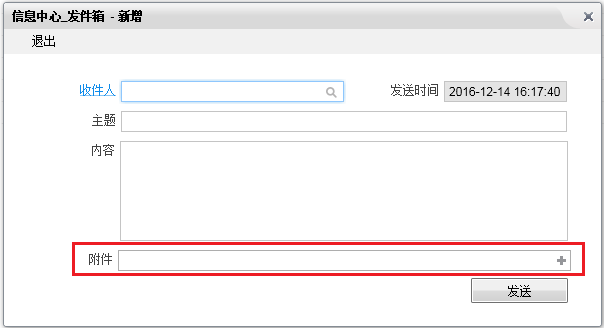 信息中心_发件箱 - 新增
退出
收件人 发送时间 2016-12-14 16:17:40
主题
内容
附件
发送